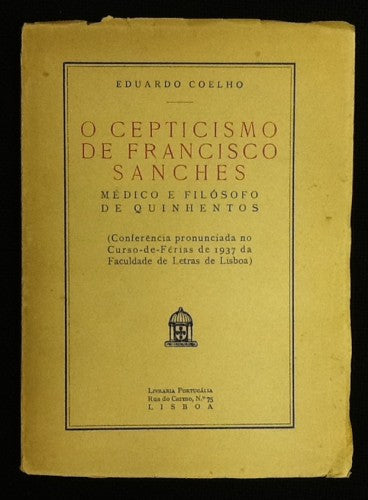 EDUARDO COELHO
O CEPTICISMO
DE FRANCISCO
SANCHES
MÉDICO E FILÓSOFO
DE QUINHENTOS
(Conferência pronunciada no
Curso-de-Férias de 1937 da
Faculdade de Letras de Lisboa)
LIVRARIA PORTUGÁLIA
Rua do Carmo, N.º 75
LISBOA